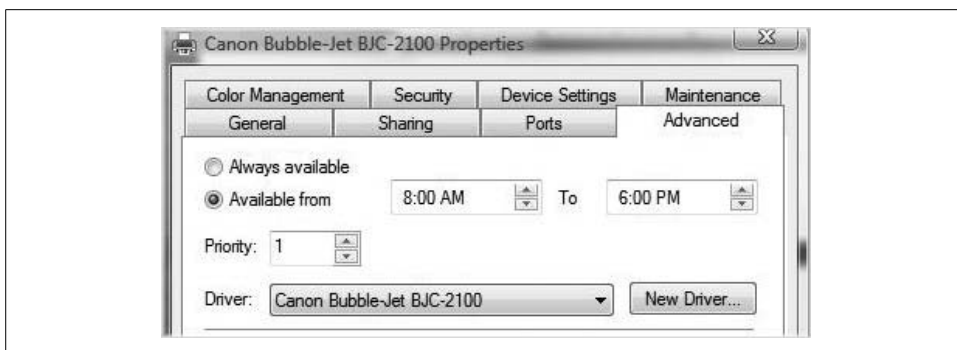 Canon Bubble-Jet BJC-2100 Properties
Color Management Security Device Settings Maintenance
General Sharing Ports Advanced
Always available
Available from 8:00 AM To 6:00 PM
Priority: 1
Driver: Canon Bubble-Jet BJC-2100 New Driver...